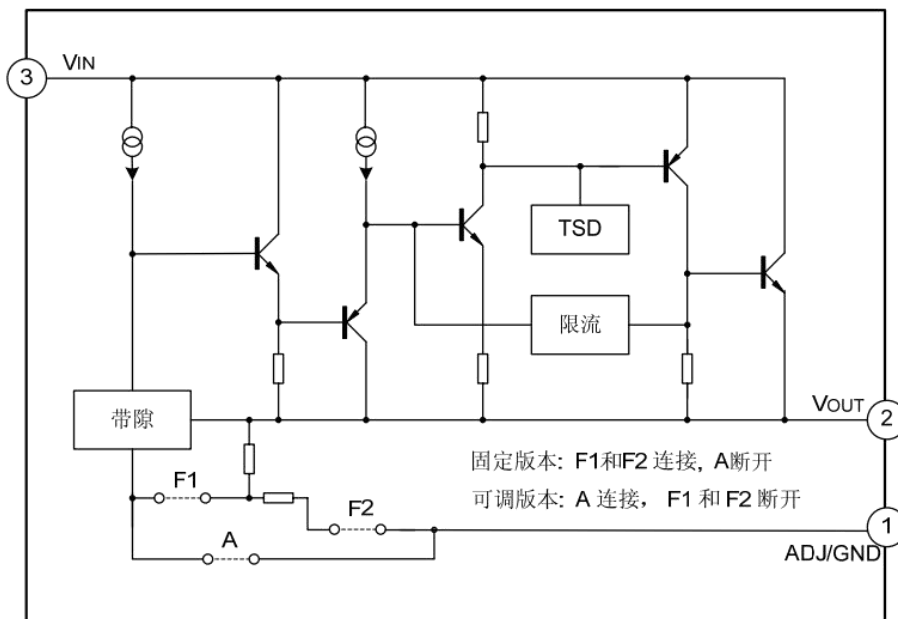 3
VIN
TSD
限流
带隙
VOUT
2
固定版本: F1和F2 连接, A断开
F1
可调版本: A 连接, F1 和 F2 断开
F2
1
A
ADJ/GND